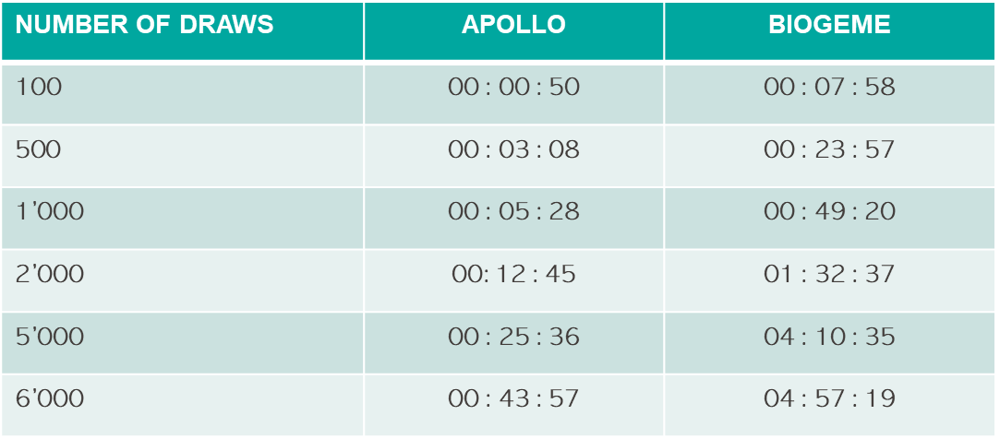 NUMBER OF DRAWS APOLLO BIOGEME
100 00 : 00 : 50 00 : 07 : 58
500 00 : 03 : 08 00 : 23 : 57
1'000 00 : 05 : 28 00 : 49 : 20
2'000 00: 12 : 45 01 : 32 : 37
5'000 00 : 25 : 36 04 : 10 : 35
6'000 00 : 43 : 57 04 : 57 : 19